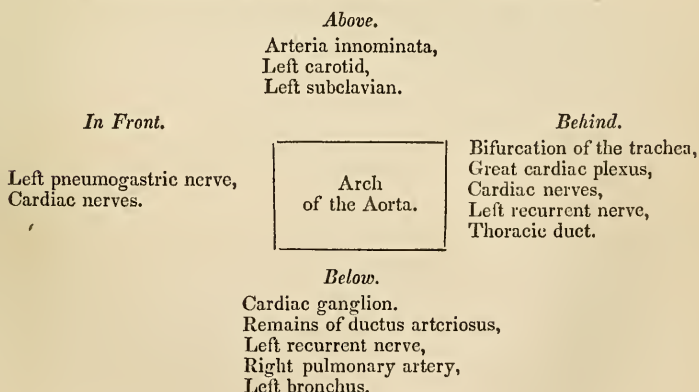 Above.
Arteria innominata,
Left carotid,
Left subclavian.
In Front.
Left pneumogastric nerve,
Cardiac nerves.
Arch
of the Aorta.
Behind.
Bifurcation of the trachea,
Great cardiac plexus,
Cardiac nerves,
Left recurrent nerve,
Thoracic duct.
Below.
Cardiac ganglion.
Remains of ductus arteriosus,
Left recurrent nerve,
Right pulmonary artery,
Left bronchus.